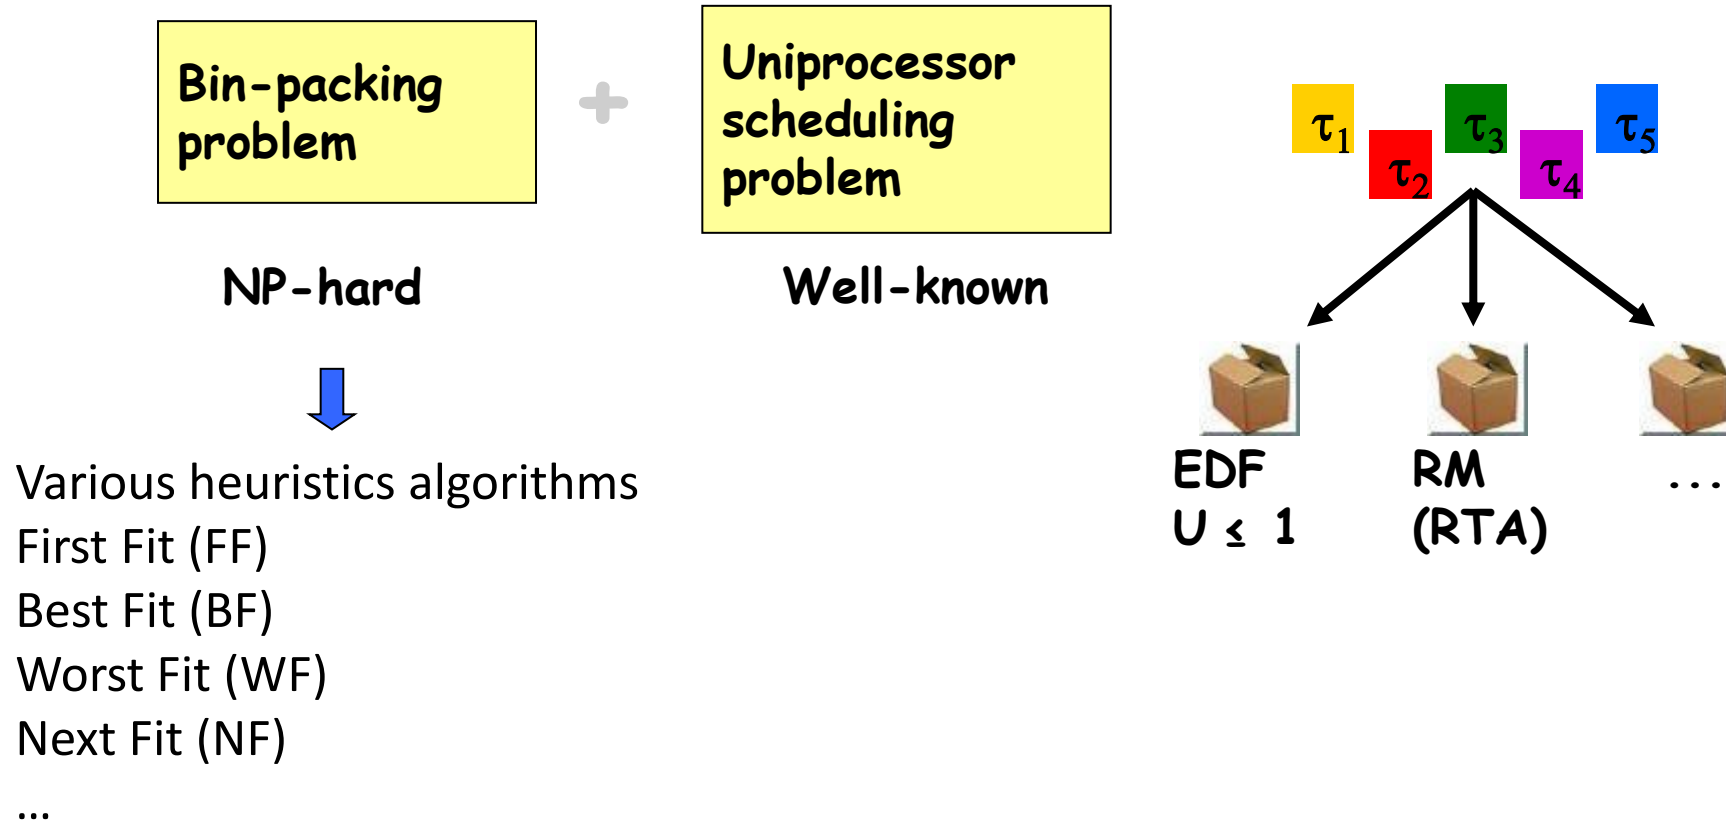 Bin-packing
problem
+
Uniprocessor
scheduling
problem
NP-hard
Well-known
Various heuristics algorithms
First Fit (FF)
Best Fit (BF)
Worst Fit (WF)
Next Fit (NF)
...
τ1
τ2
τ3
τ4
τ5
EDF
U ≤ 1
RM
(RTA)
...